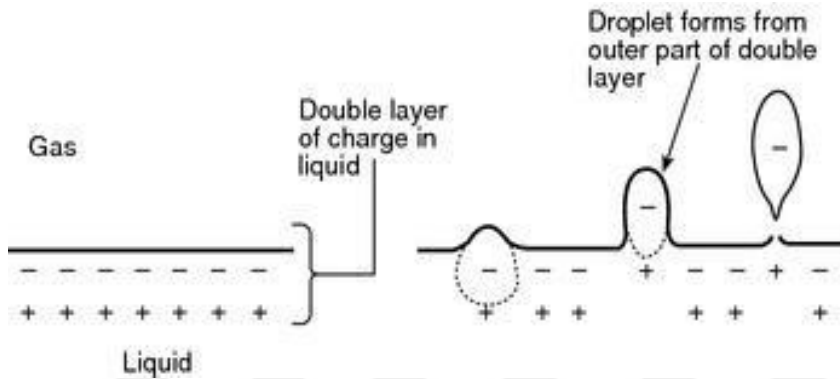 Droplet forms from
outer part of double
layer
Double layer
of charge in
liquid
Gas
−
−
− − − − − − − − − − − + − − + −
+ + + + + + + + + + + + +
Liquid